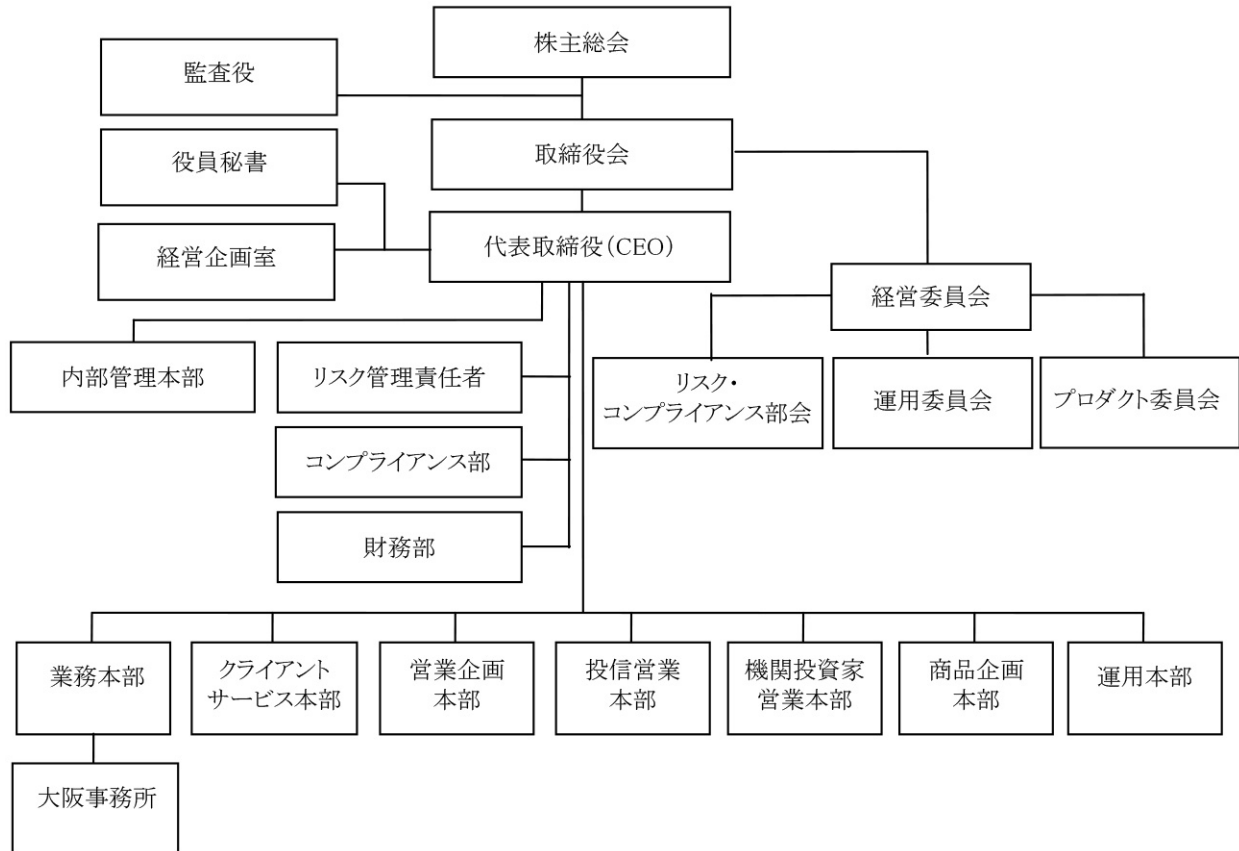 株主総会
監査役
取締役会
役員秘書
代表取締役(CEO)
経営企画室
経営委員会
内部管理本部
リスク管理責任者
リスク・
コンプライアンス部会
運用委員会
プロダクト委員会
コンプライアンス部
財務部
業務本部
クライアント
サービス本部
営業企画
本部
投信営業
本部
機関投資家
営業本部
商品企画
本部
運用本部
大阪事務所